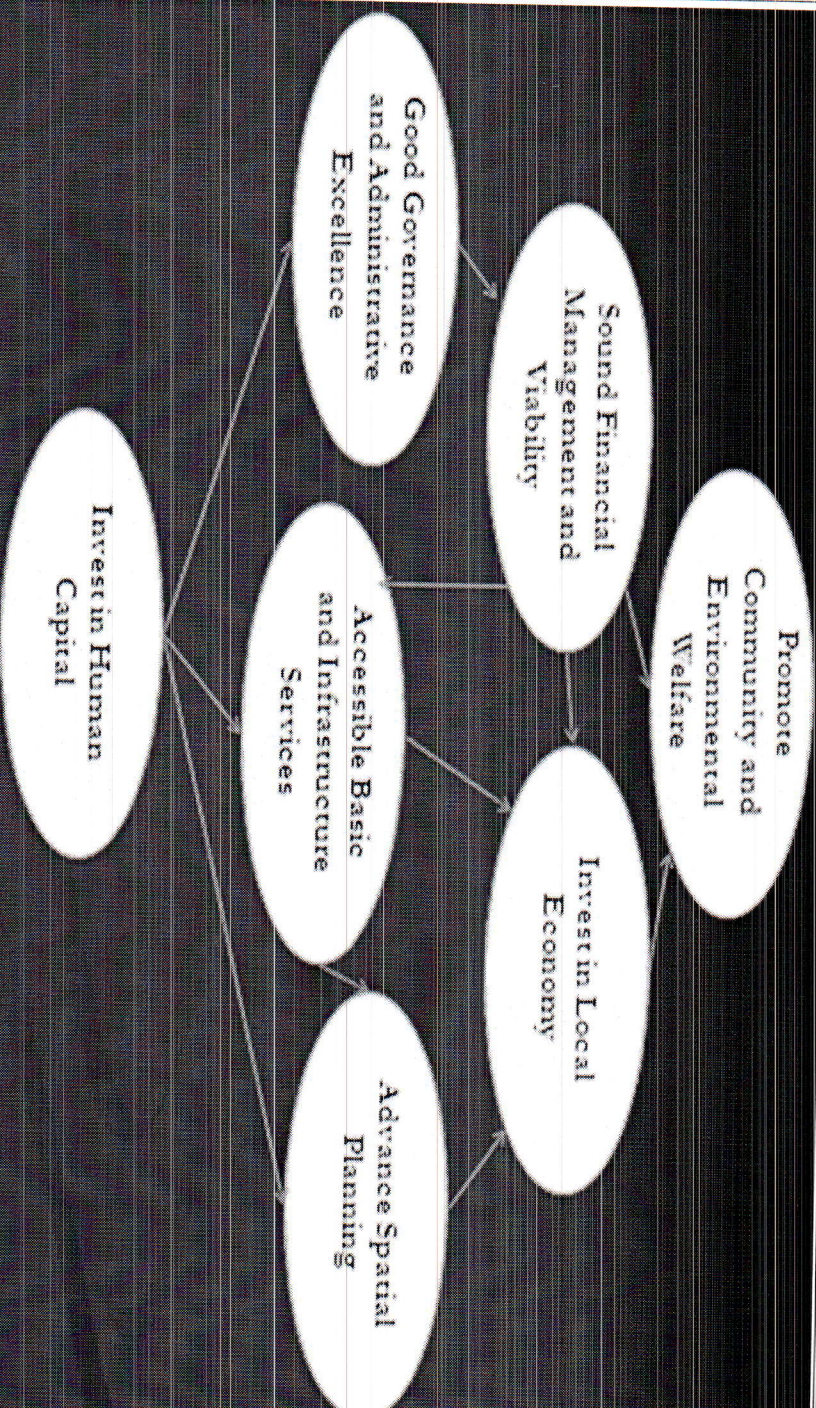 Promote
Community and
Environmental
Welfare
Sound Financial
Management and
Viability
Invest in Local
Economy
Good Governance
and Administrative
Excellence
Accessible Basic
and Infrastructure
Services
Advance Spatial
Planning
Invest in Human
Capital